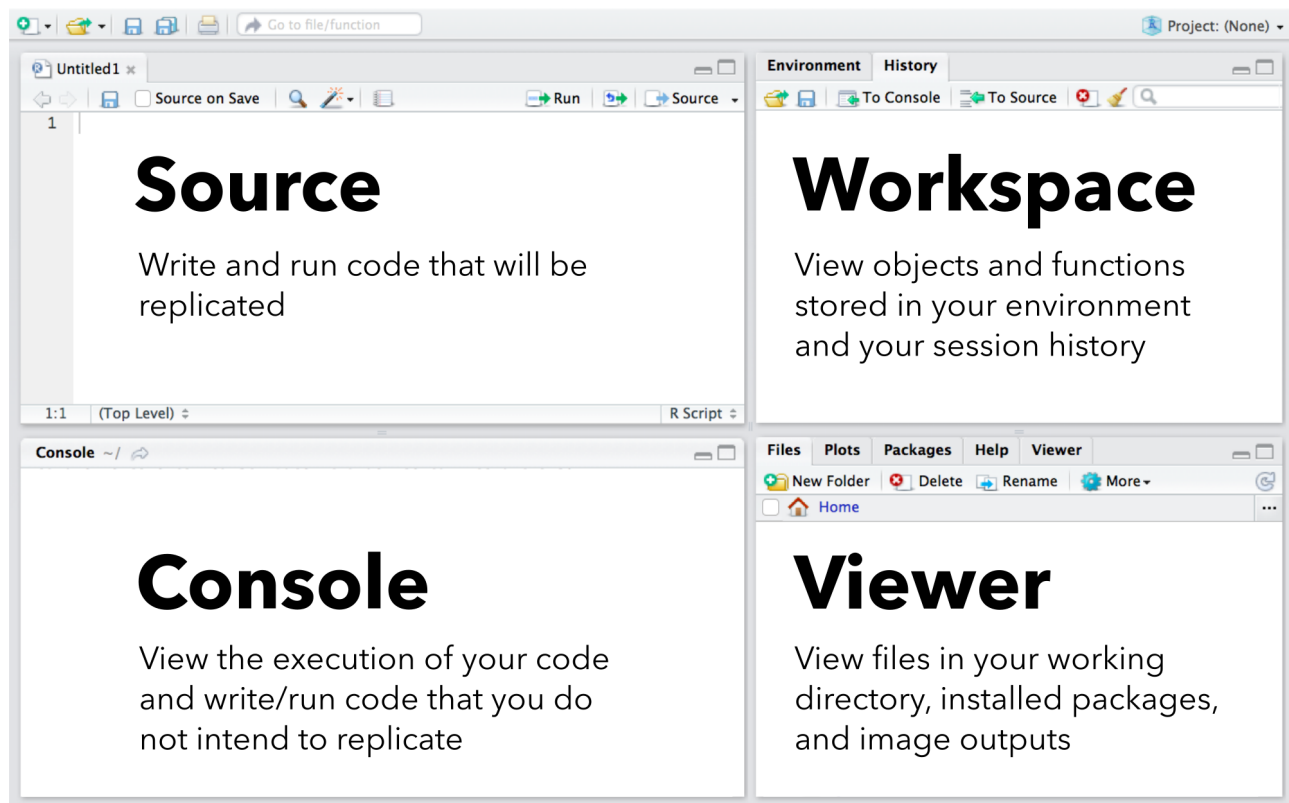 Go to file/function
Project: (None)
Untitled1
Source on Save
Run
Source
1
Source
Write and run code that will be
replicated
1:1 (Top Level)
R Script
Environment History
To Console To Source
Workspace
View objects and functions
stored in your environment
and your session history
Console ~/
Console
View the execution of your code
and write/run code that you do
not intend to replicate
Files Plots Packages Help Viewer
New Folder Delete Rename More
Home
...
Viewer
View files in your working
directory, installed packages,
and image outputs